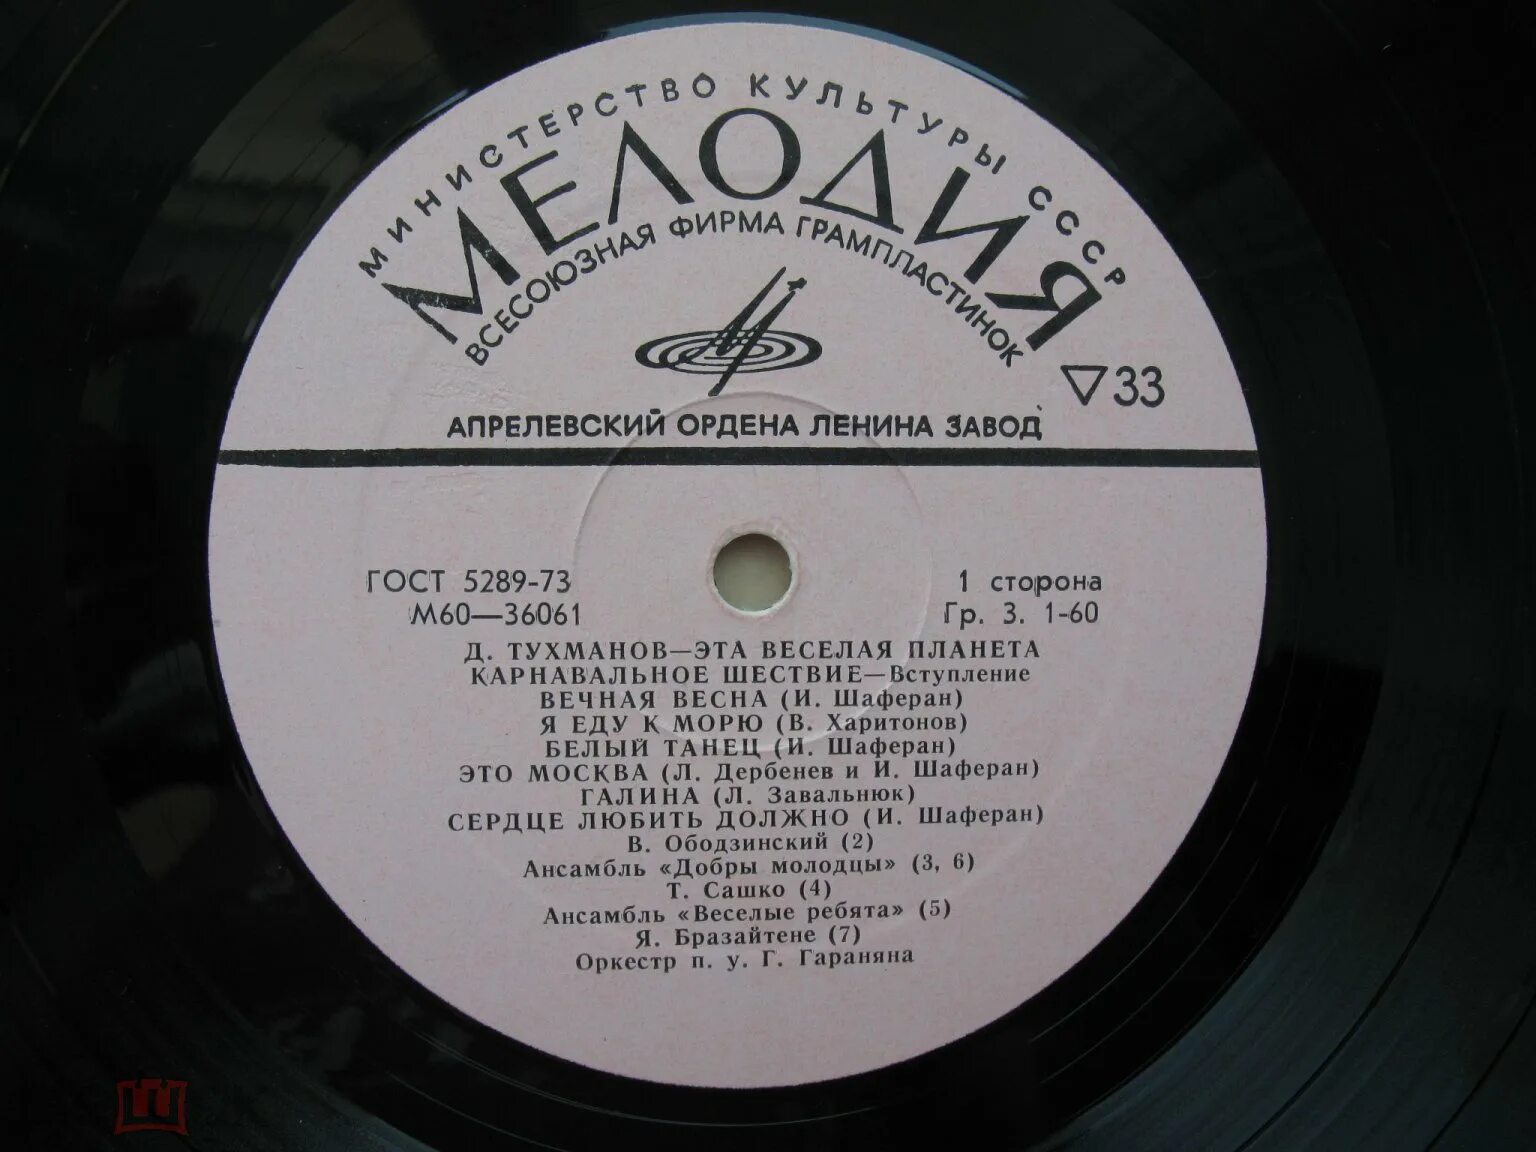 МИНИСТЕРСТВО КУЛЬТУРЫ СССР
МЕЛОДИЯ
ВСЕСОЮЗНАЯ ФИРМА ГРАМПЛАСТИНОК
▽33
АПРЕЛЕВСКИЙ ОРДЕНА ЛЕНИНА ЗАВОД
ГОСТ 5289-73
М60—36061
1 сторона
Гр. 3. 1-60
Д. ТУХМАНОВ—ЭТА ВЕСЕЛАЯ ПЛАНЕТА
КАРНАВАЛЬНОЕ ШЕСТВИЕ—Вступление
ВЕЧНАЯ ВЕСНА (И. Шаферан)
Я ЕДУ К МОРЮ (В. Харитонов)
БЕЛЫЙ ТАНЕЦ (И. Шаферан)
ЭТО МОСКВА (Л. Дербенев и И. Шаферан)
ГАЛИНА (Л. Завальнюк)
СЕРДЦЕ ЛЮБИТЬ ДОЛЖНО (И. Шаферан)
В. Ободзинский (2)
Ансамбль «Добры молодцы» (3, 6)
Т. Сашко (4)
Ансамбль «Веселые ребята» (5)
Я. Бразайтене (7)
Оркестр п. у. Г. Гараняна